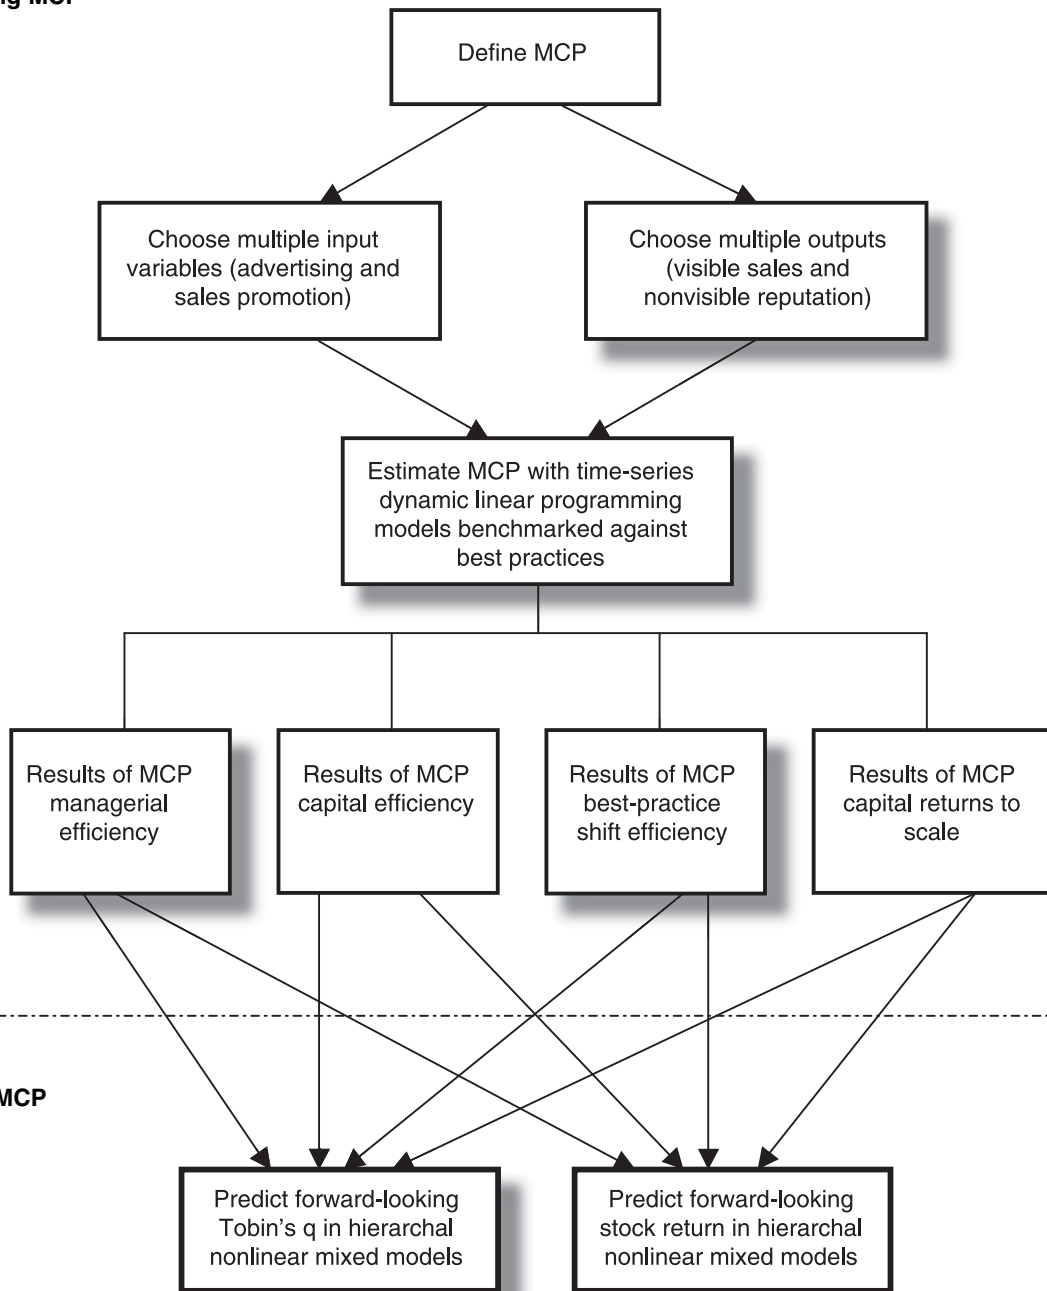 MCP
Define MCP
Choose multiple input
variables (advertising and
sales promotion)
Choose multiple outputs
(visible sales and
nonvisible reputation)
Estimate MCP with time-series
dynamic linear programming
models benchmarked against
best practices
Results of MCP
managerial
efficiency
Results of MCP
capital efficiency
Results of MCP
best-practice
shift efficiency
Results of MCP
capital returns to
scale
MCP
Predict forward-looking
Tobin's q in hierarchal
nonlinear mixed models
Predict forward-looking
stock return in hierarchal
nonlinear mixed models